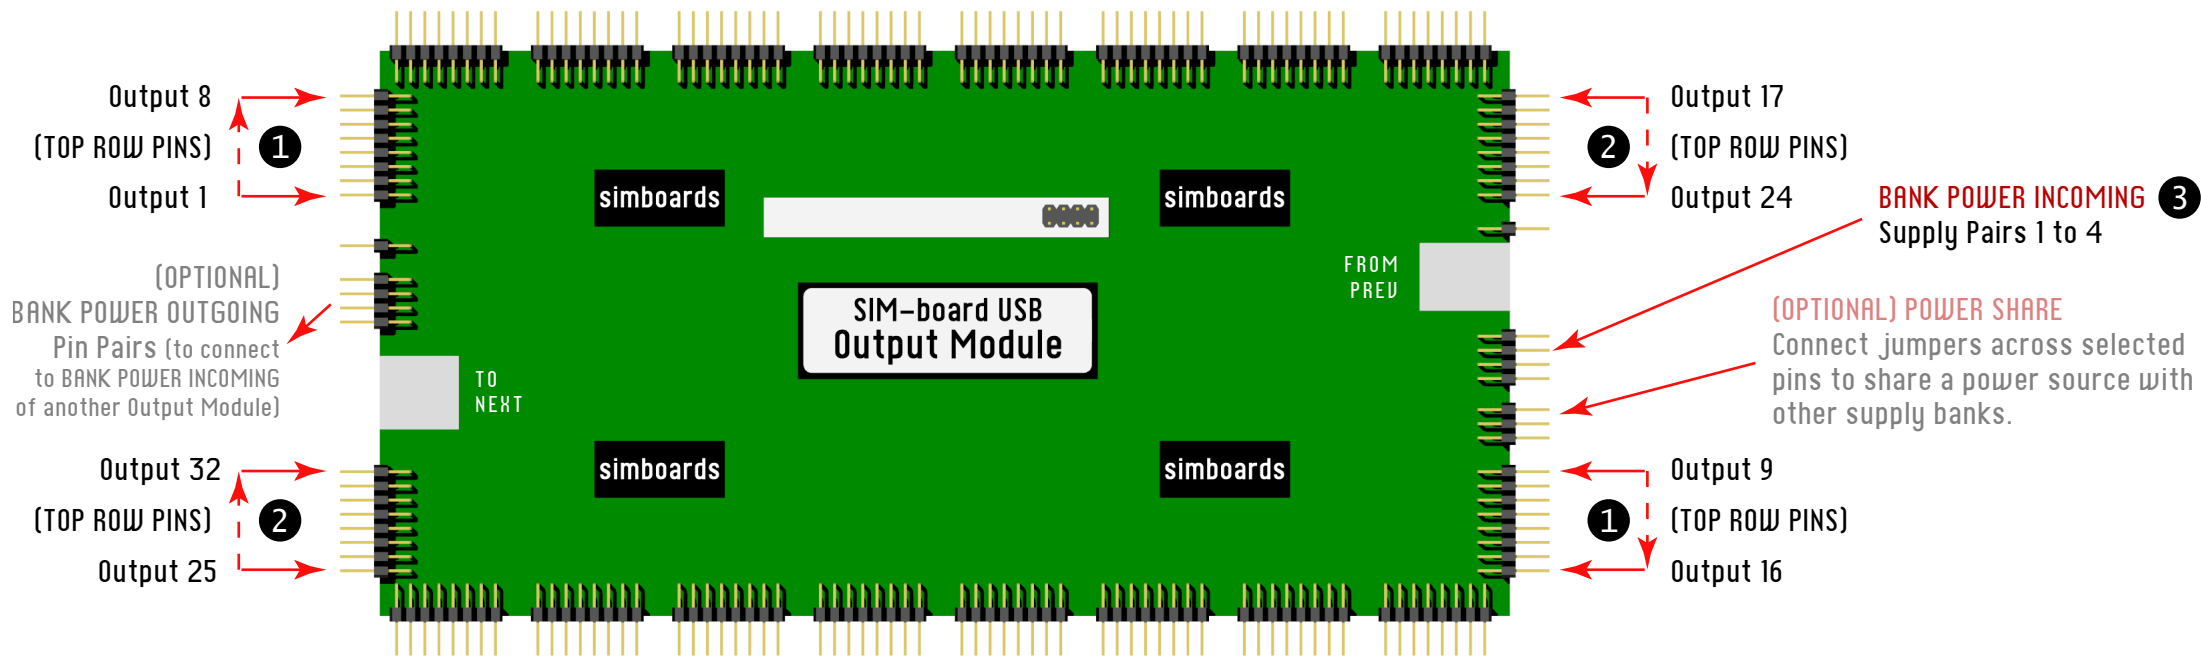 Output 8
(TOP ROW PINS)
1
Output 1
(OPTIONAL)
BANK POWER OUTGOING
Pin Pairs (to connect
to BANK POWER INCOMING
of another Output Module)
Output 32
(TOP ROW PINS)
2
Output 25
simboards
simboards
SIM-board USB
Output Module
FROM
PREV
TO
NEXT
simboards
simboards
Output 17
2
(TOP ROW PINS)
Output 24
BANK POWER INCOMING 3
Supply Pairs 1 to 4
(OPTIONAL) POWER SHARE
Connect jumpers across selected
pins to share a power source with
other supply banks.
Output 9
1
(TOP ROW PINS)
Output 16